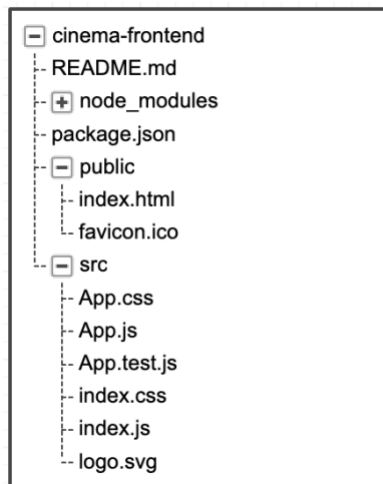 cinema-frontend
README.md
node_modules
package.json
public
index.html
favicon.ico
src
App.css
App.js
App.test.js
index.css
index.js
logo.svg